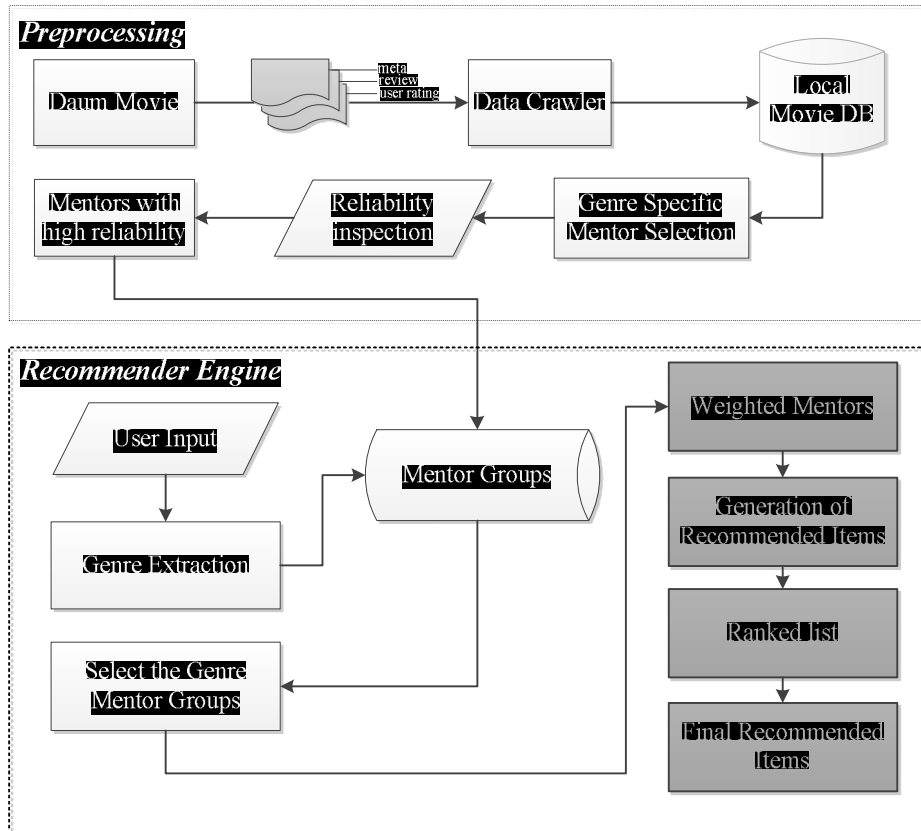 Preprocessing
Daum Movie
meta
review
user rating
Data Crawler
Local
Movie DB
Mentors with
high reliability
Reliability
inspection
Genre Specific
Mentor Selection
Recommender Engine
User Input
Mentor Groups
Genre Extraction
Select the Genre
Mentor Groups
Weighted Mentors
Generation of
Recommended Items
Ranked list
Final Recommended
Items